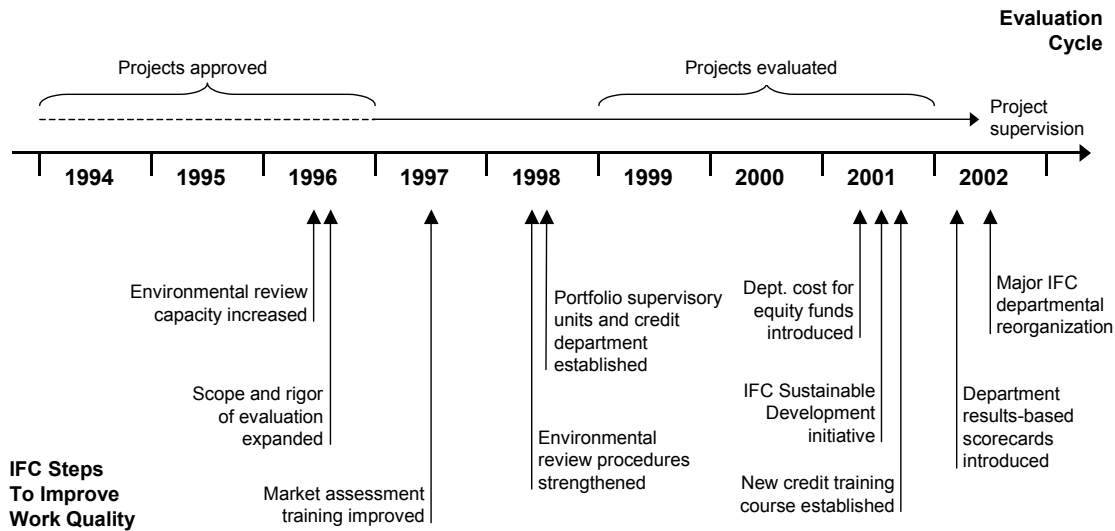 Evaluation
Cycle
Projects approved
Projects evaluated
Project
supervision
1994 1995 1996 1997 1998 1999 2000 2001 2002
Environmental review
capacity increased
Scope and rigor
of evaluation
expanded
Market assessment
training improved
Portfolio supervisory
units and credit
department
established
Environmental
review procedures
strengthened
Dept. cost for
equity funds
introduced
IFC Sustainable
Development
initiative
New credit training
course established
Major IFC
departmental
reorganization
Department
results-based
scorecards
introduced
IFC Steps
To Improve
Work Quality